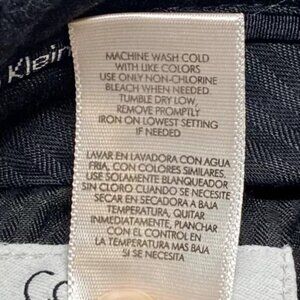 Klein
MACHINE WASH COLD
WITH LIKE COLORS
USE ONLY NON-CHLORINE
BLEACH WHEN NEEDED
TUMBLE DRY LOW,
REMOVE PROMPTLY
IRON ON LOWEST SETTING
IF NEEDED
LAVAR EN LAVADORA CON AGUA
FRIA, CON COLORES SIMILARES.
USE SOLAMENTE BLANQUEADOR
SIN CLORO CUANDO SE NECESITE
SECAR EN SECADORA A BAJA
TEMPERATURA, QUITAR
INMEDIATAMENTE, PLANCHAR
CON EL CONTROL EN
LA TEMPERATURA MAS BAJA
SI ES NECESARIO